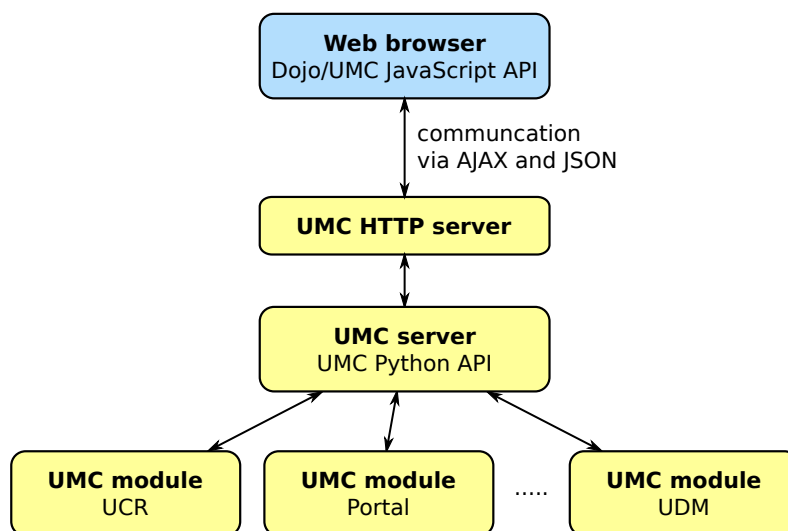 Web browser
Dojo/UMC JavaScript API
communcation
via AJAX and JSON
UMC HTTP server
UMC server
UMC Python API
UMC module
UCR
UMC module
Portal
.....
UMC module
UDM